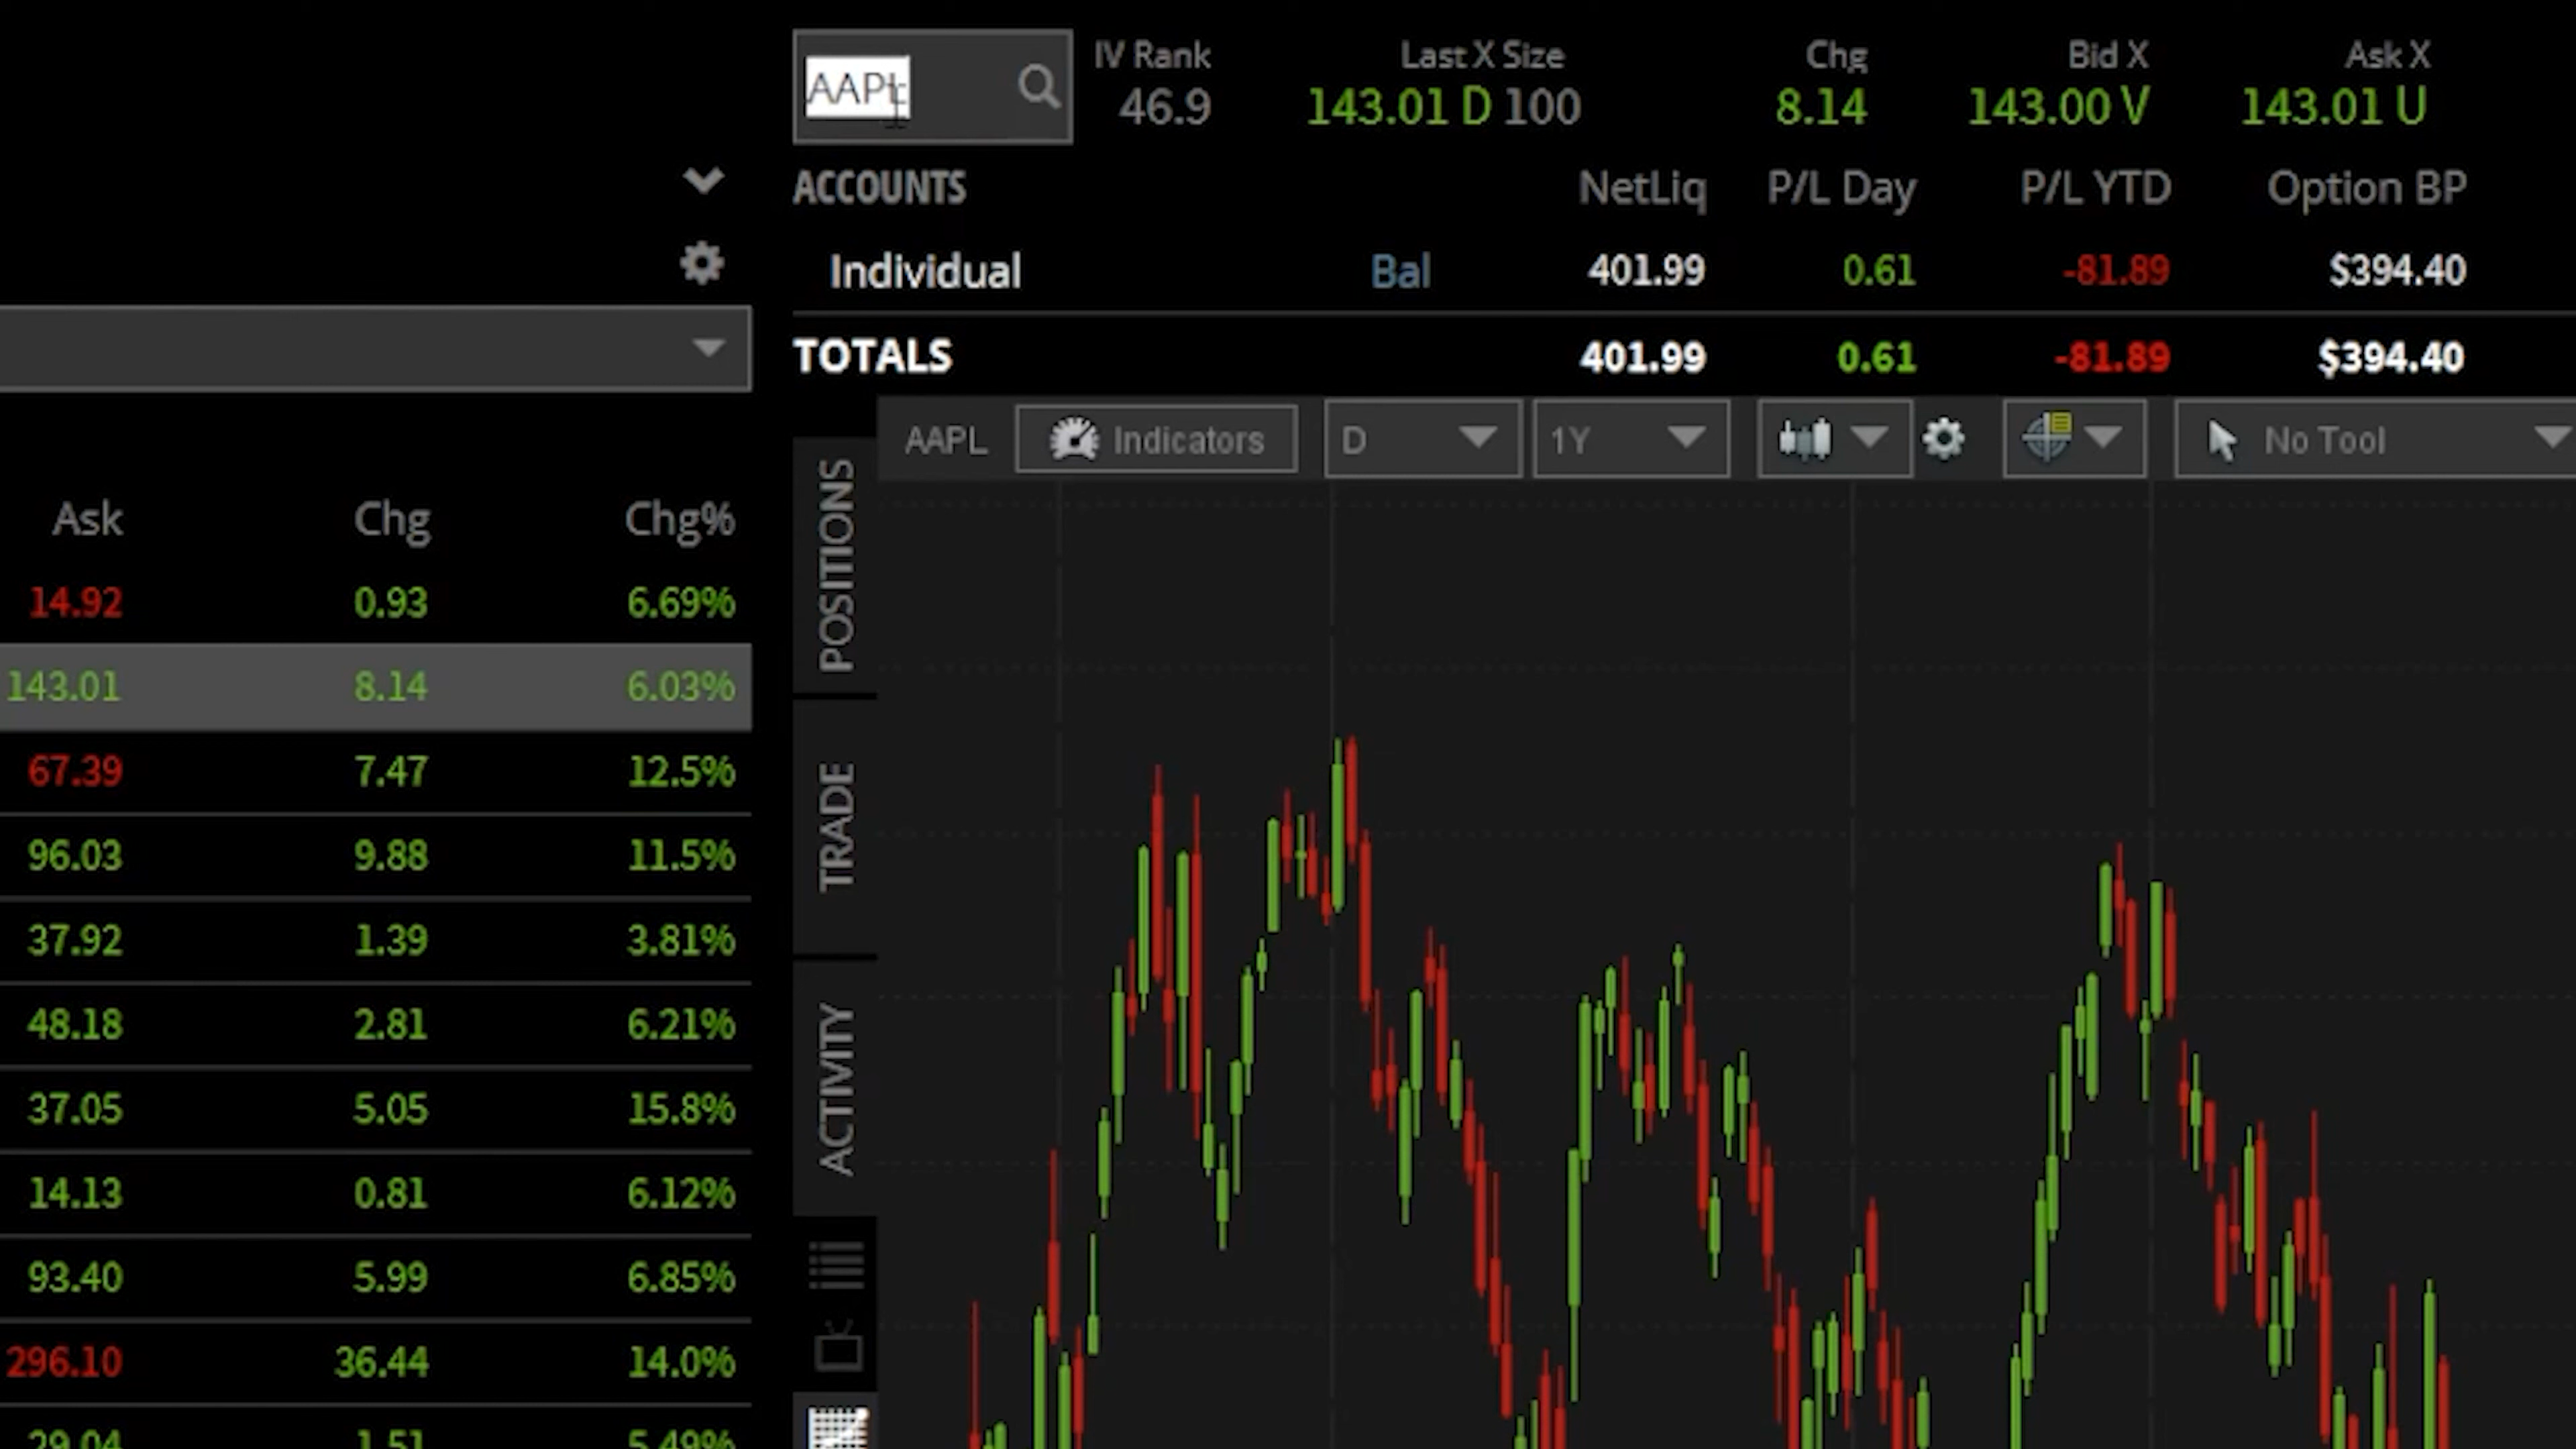 AAPL
IV Rank Last X Size Chg Bid X Ask X
46.9 143.01 D 100 8.14 143.00 V 143.01 U
ACCOUNTS NetLiq P/L Day P/L YTD Option BP
Individual Bal 401.99 0.61 -81.89 $394.40
TOTALS 401.99 0.61 -81.89 $394.40
AAPL Indicators D 1Y No Tool
POSITIONS
TRADE
ACTIVITY
Ask Chg Chg%
14.92 0.93 6.69%
143.01 8.14 6.03%
67.39 7.47 12.5%
96.03 9.88 11.5%
37.92 1.39 3.81%
48.18 2.81 6.21%
37.05 5.05 15.8%
14.13 0.81 6.12%
93.40 5.99 6.85%
296.10 36.44 14.0%
29.04 1.51 5.49%